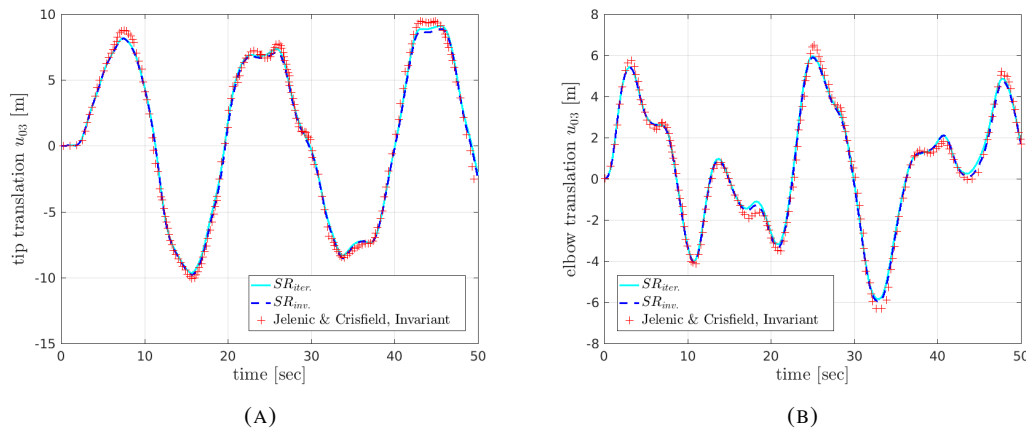 10
5
0
-5
-10
-15
0
10
20
30
40
50
tip translation u03 [m]
time [sec]
SRiter.
SRinv.
Jelenic & Crisfield, Invariant
(A)
8
6
4
2
0
-2
-4
-6
-8
0
10
20
30
40
50
elbow translation u03 [m]
time [sec]
SRiter.
SRinv.
Jelenic & Crisfield, Invariant
(B)